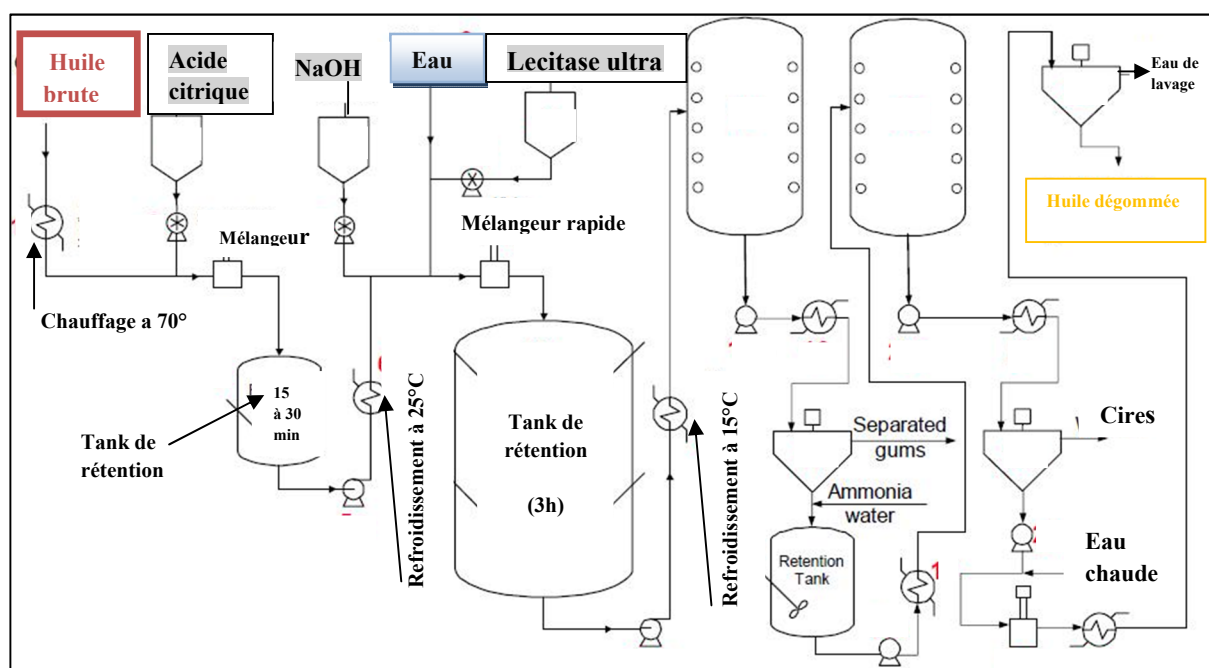 Huile
brute
Acide
citrique
NaOH
Eau
Lecitase ultra
Eau de
lavage
Huile dégommée
Mélangeur
Mélangeur rapide
Chauffage a 70°
15
à 30
min
Tank de
rétention
Refroidissement à 25°C
Tank de
rétention
(3h)
Refroidissement à 15°C
Separated
gums
Ammonia
water
Retention
Tank
Cires
Eau
chaude